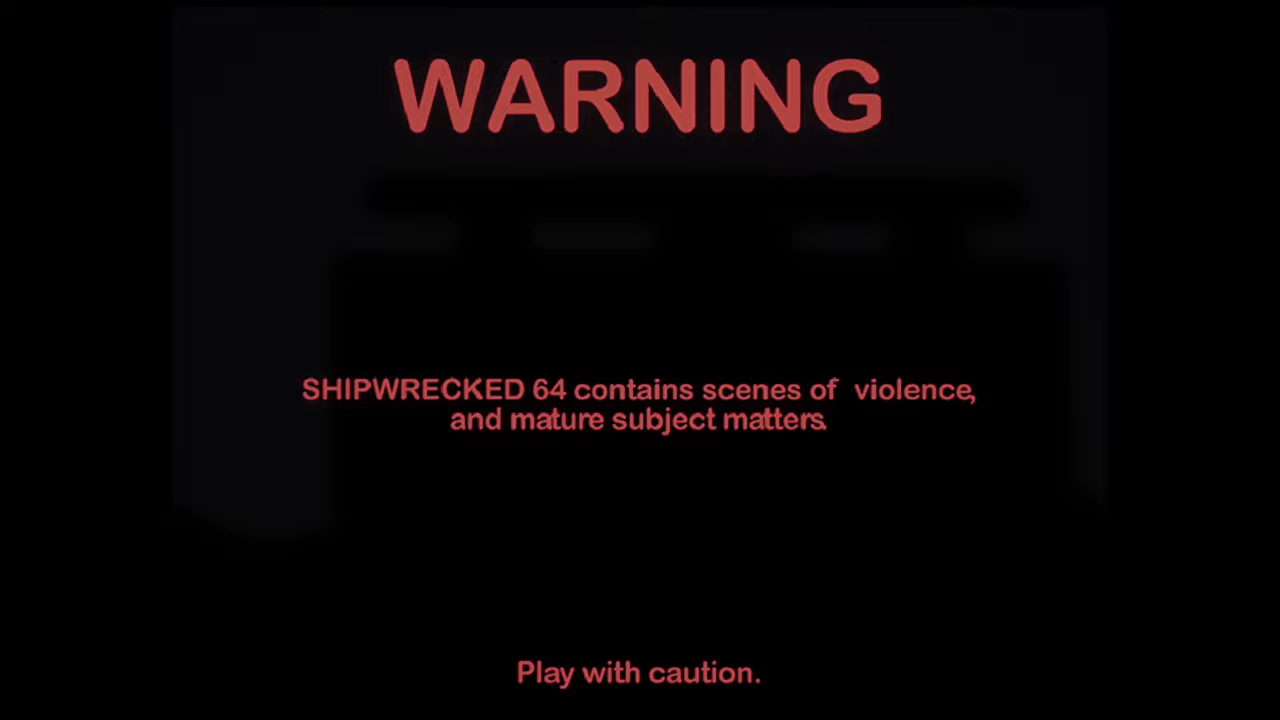 WARNING
SHIPWRECKED 64 contains scenes of violence,
and mature subject matters.
Play with caution.